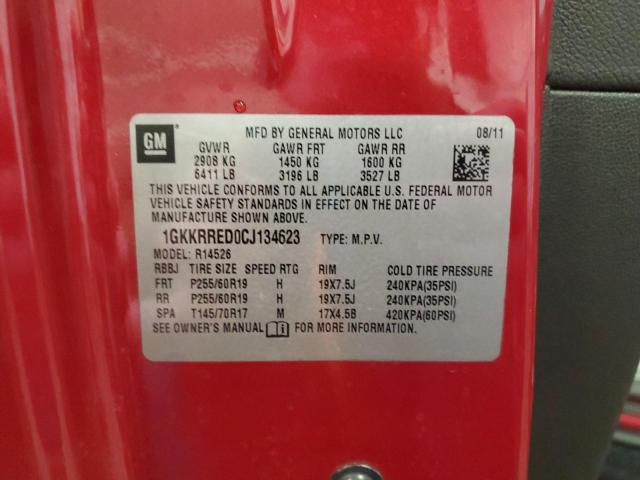 GM
MFD BY GENERAL MOTORS LLC 08/11
GVWR GAWR FRT GAWR RR
2908 KG 1450 KG 1600 KG
6411 LB 3196 LB 3527 LB
THIS VEHICLE CONFORMS TO ALL APPLICABLE U.S. FEDERAL MOTOR
VEHICLE SAFETY STANDARDS IN EFFECT ON THE DATE OF
MANUFACTURE SHOWN ABOVE.
1GKKRRED0CJ134623 TYPE: M.P.V.
MODEL: R14526
RBBJ TIRE SIZE SPEED RTG RIM COLD TIRE PRESSURE
FRT P255/60R19 H 19X7.5J 240KPA(35PSI)
RR P255/60R19 H 19X7.5J 240KPA(35PSI)
SPA T145/70R17 M 17X4.5B 420KPA(60PSI)
SEE OWNER'S MANUAL FOR MORE INFORMATION.